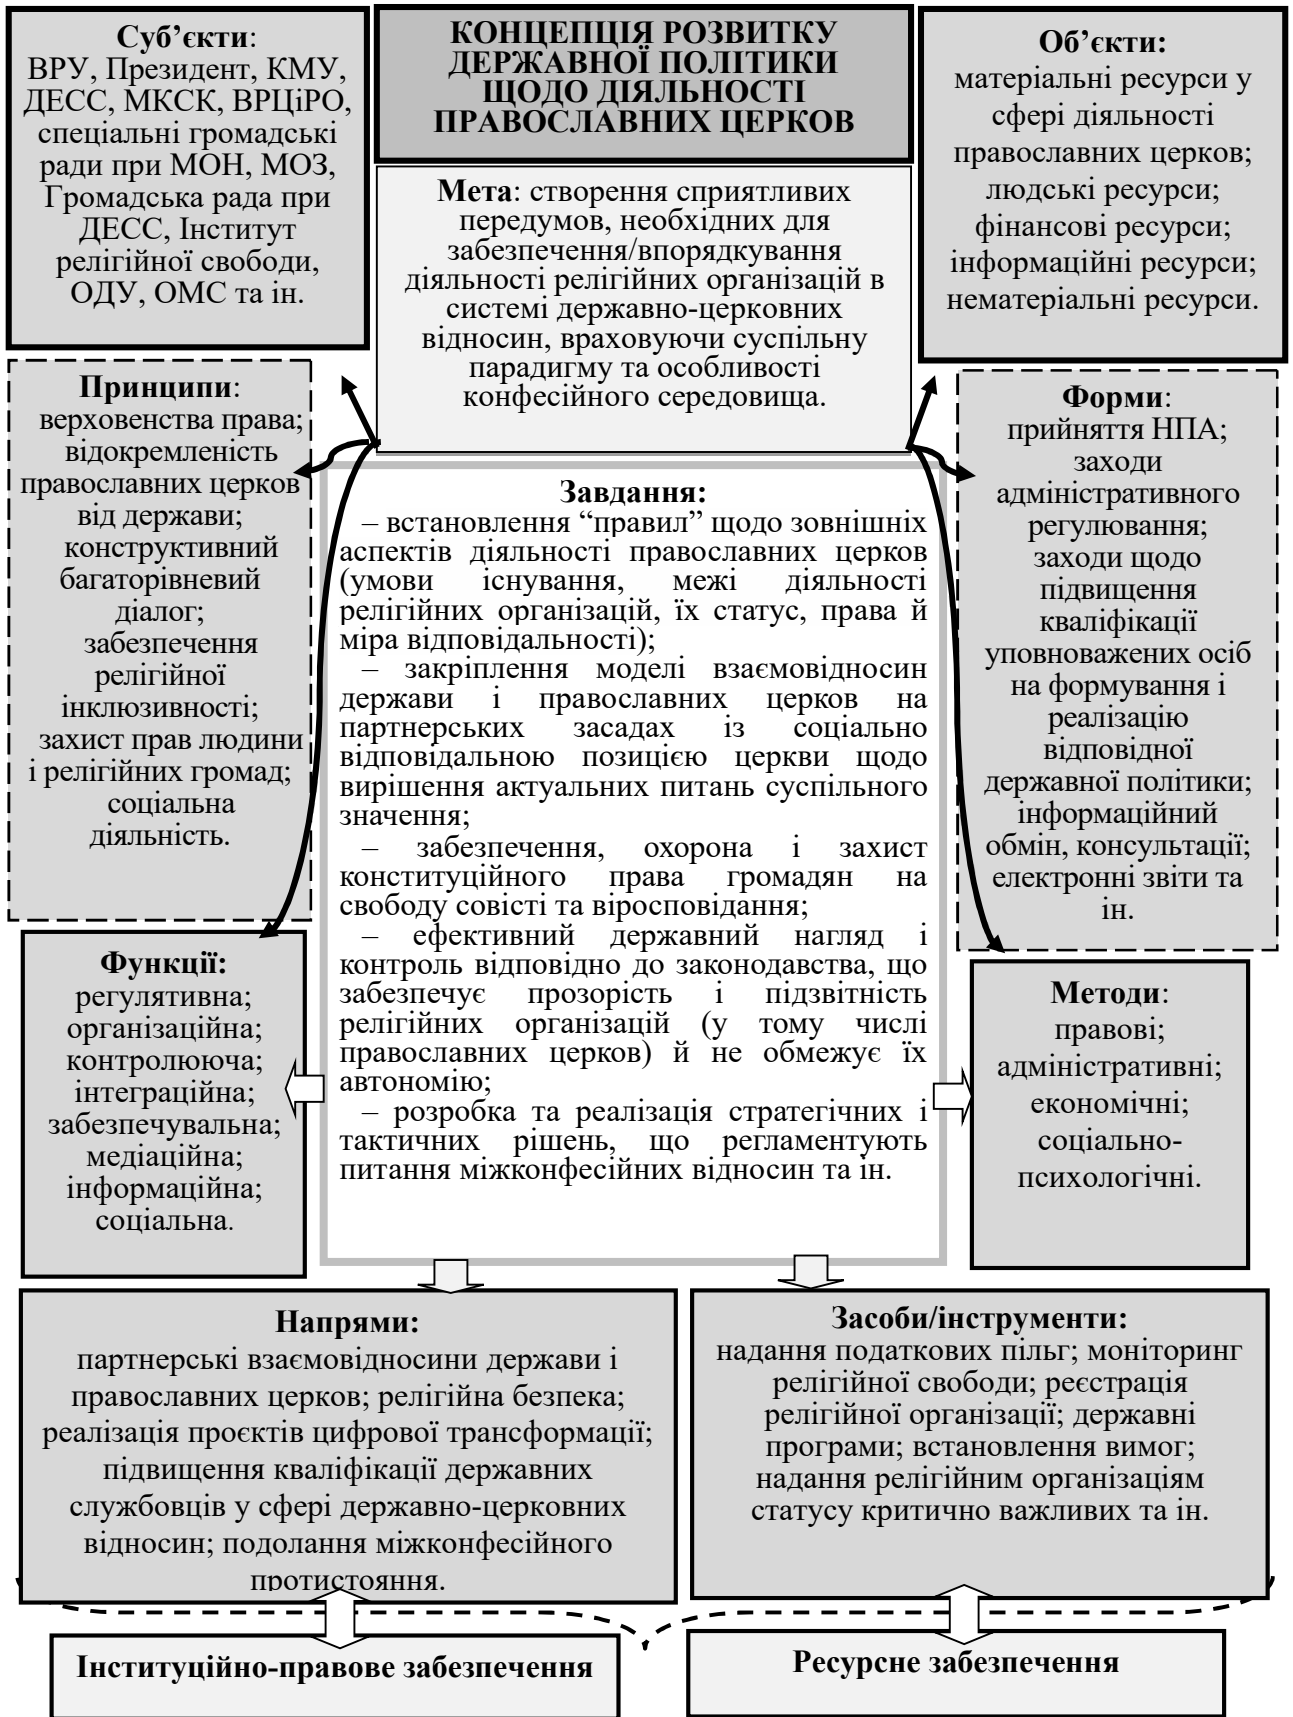 Суб’єкти:
ВРУ, Президент, КМУ,
ДЕСС, МКСК, ВРЦіРО,
спеціальні громадські
ради при МОН, МОЗ,
Громадська рада при
ДЕСС, Інститут
релігійної свободи,
ОДУ, ОМС та ін.
КОНЦЕПЦІЯ РОЗВИТКУ
ДЕРЖАВНОЇ ПОЛІТИКИ
ЩОДО ДІЯЛЬНОСТІ
ПРАВОСЛАВНИХ ЦЕРКОВ
Мета: створення сприятливих
передумов, необхідних для
забезпечення/впорядкування
діяльності релігійних організацій в
системі державно-церковних
відносин, враховуючи суспільну
парадигму та особливості
конфесійного середовища.
Об’єкти:
матеріальні ресурси у
сфері діяльності
православних церков;
людські ресурси;
фінансові ресурси;
інформаційні ресурси;
нематеріальні ресурси.
Принципи:
верховенства права;
відокремленість
православних церков
від держави;
конструктивний
багаторівневий
діалог;
забезпечення
релігійної
інклюзивності;
захист прав людини
і релігійних громад;
соціальна
діяльність.
Завдання:
– встановлення “правил” щодо зовнішніх
аспектів діяльності православних церков
(умови існування, межі діяльності
релігійних організацій, їх статус, права й
міра відповідальності);
– закріплення моделі взаємовідносин
держави і православних церков на
партнерських засадах із соціально
відповідальною позицією церкви щодо
вирішення актуальних питань суспільного
значення;
– забезпечення, охорона і захист
конституційного права громадян на
свободу совісті та віросповідання;
– ефективний державний нагляд і
контроль відповідно до законодавства, що
забезпечує прозорість і підзвітність
релігійних організацій (у тому числі
православних церков) й не обмежує їх
автономію;
– розробка та реалізація стратегічних і
тактичних рішень, що регламентують
питання міжконфесійних відносин та ін.
Форми:
прийняття НПА;
заходи
адміністративного
регулювання;
заходи щодо
підвищення
кваліфікації
уповноважених осіб
на формування і
реалізацію
відповідної
державної політики;
інформаційний
обмін, консультації;
електронні звіти та
ін.
Функції:
регулятивна;
організаційна;
контролююча;
інтеграційна;
забезпечувальна;
медіаційна;
інформаційна;
соціальна.
Методи:
правові;
адміністративні;
економічні;
соціально-
психологічні.
Напрями:
партнерські взаємовідносини держави і
православних церков; релігійна безпека;
реалізація проєктів цифрової трансформації;
підвищення кваліфікації державних
службовців у сфері державно-церковних
відносин; подолання міжконфесійного
протистояння.
Засоби/інструменти:
надання податкових пільг; моніторинг
релігійної свободи; реєстрація
релігійної організації; державні
програми; встановлення вимог;
надання релігійним організаціям
статусу критично важливих та ін.
Інституційно-правове забезпечення
Ресурсне забезпечення